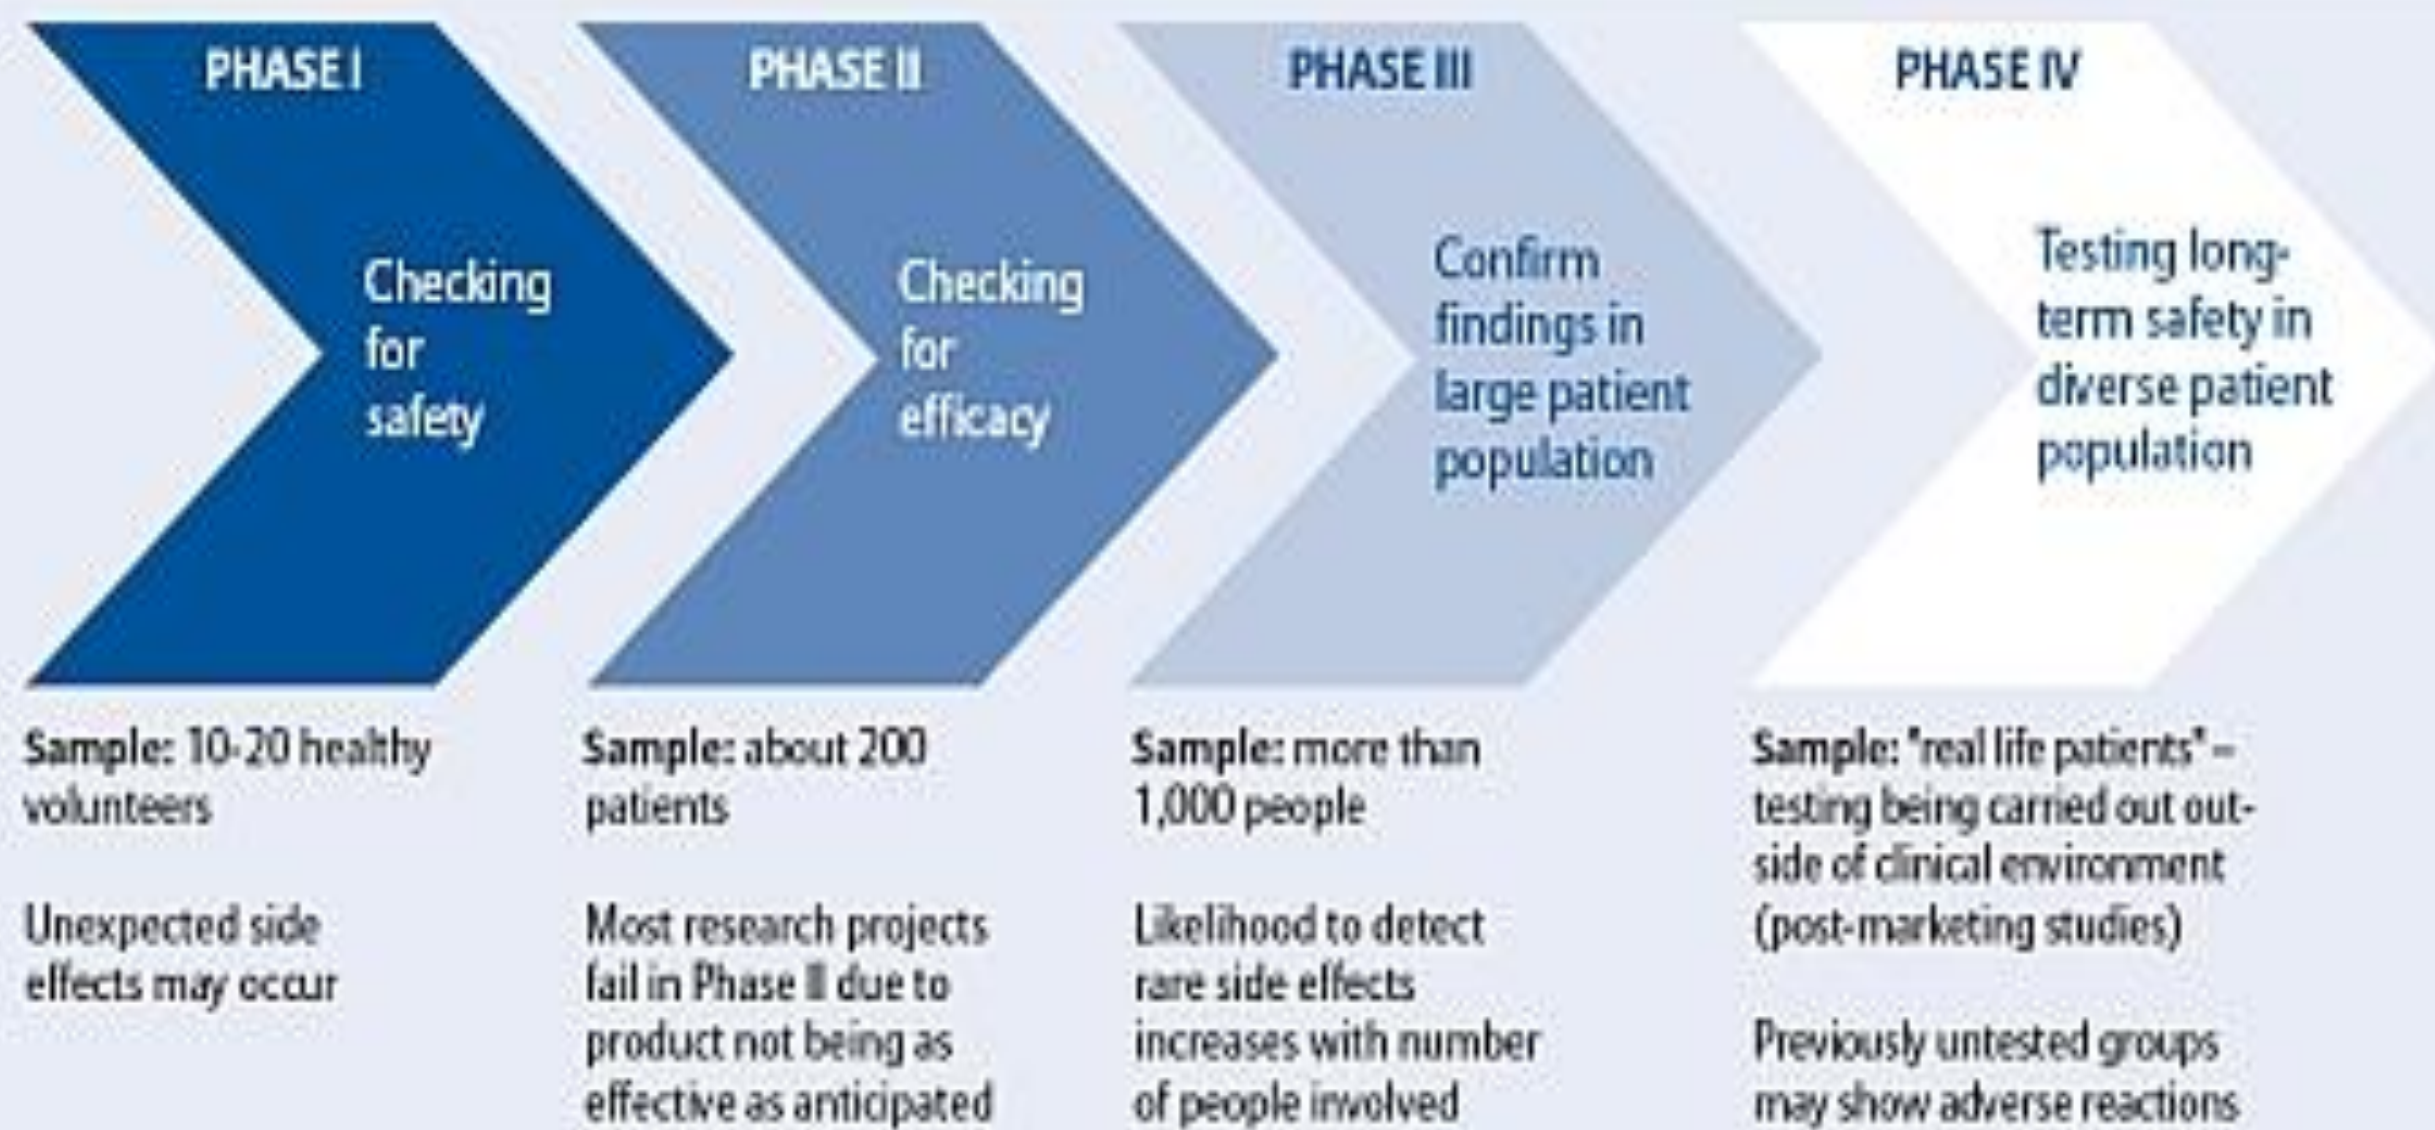 PHASE I
Checking
for
safety
Sample: 10-20 healthy
volunteers
Unexpected side
effects may occur
PHASE II
Checking
for
efficacy
Sample: about 200
patients
Most research projects
fail in Phase II due to
product not being as
effective as anticipated
PHASE III
Confirm
findings in
large patient
population
Sample: more than
1,000 people
Likelihood to detect
rare side effects
increases with number
of people involved
PHASE IV
Testing long-
term safety in
diverse patient
population
Sample: "real life patients" –
testing being carried out out-
side of clinical environment
(post-marketing studies)
Previously untested groups
may show adverse reactions